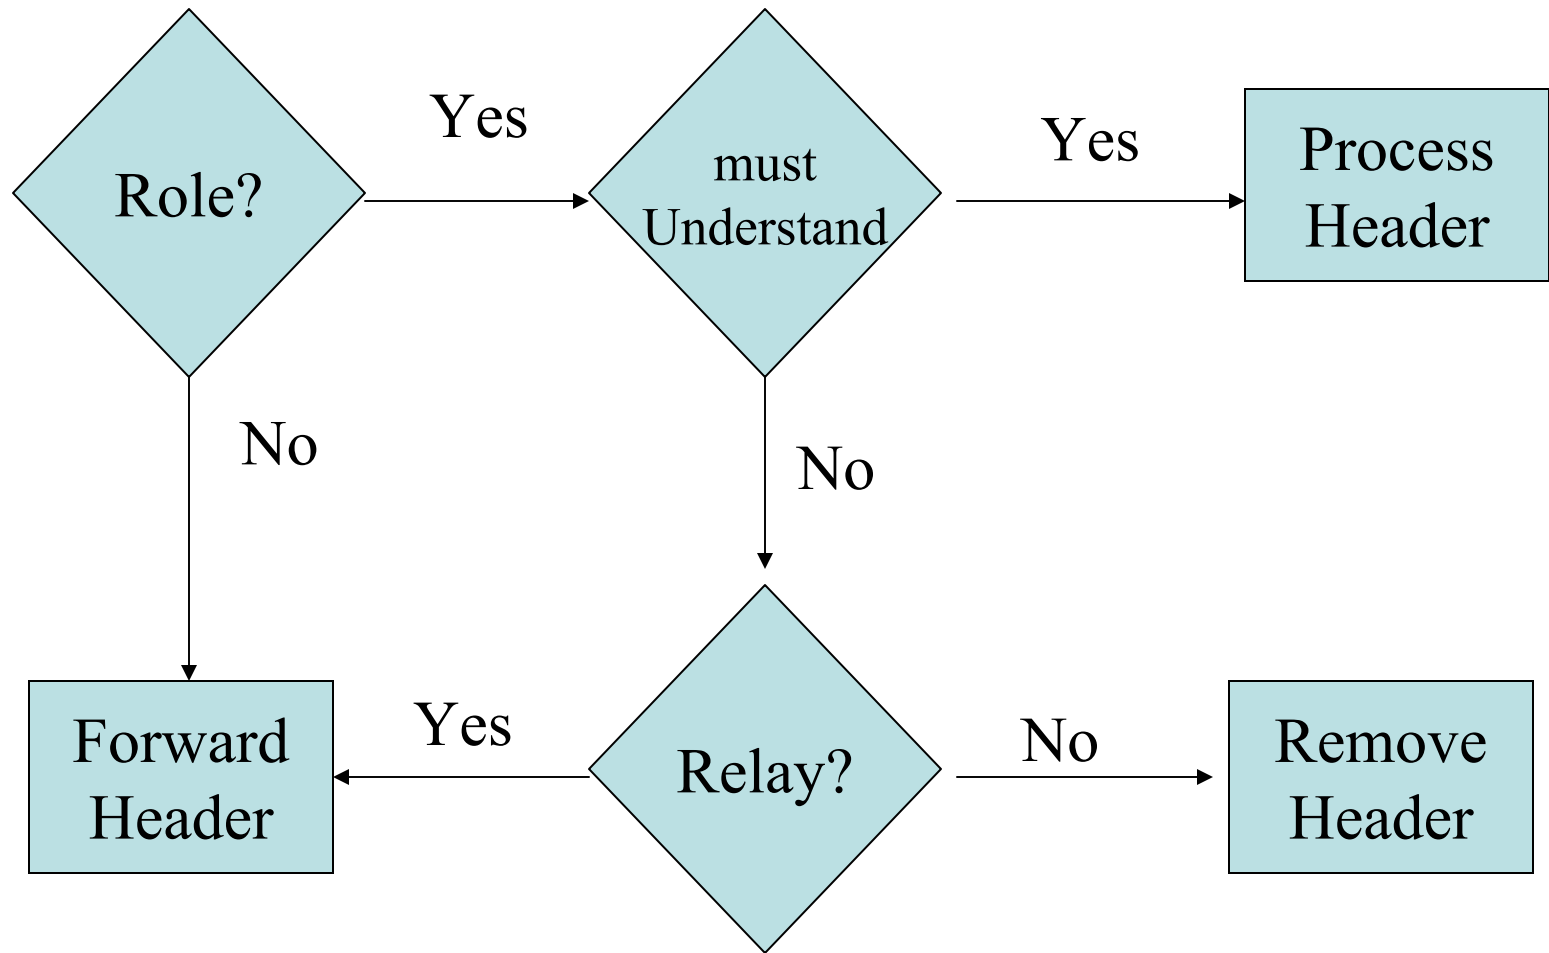 Role?
Yes
must
Understand
Yes
Process
Header
No
No
Forward
Header
Yes
Relay?
No
Remove
Header